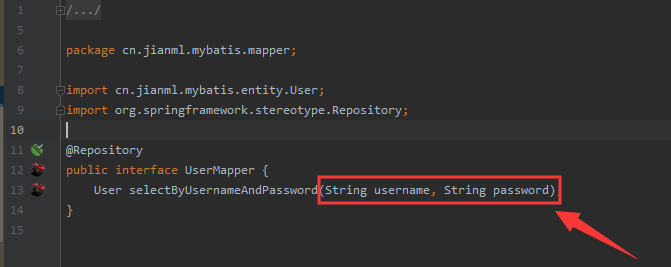 1 /.../
5
6 package cn.jianml.mybatis.mapper;
7
8 import cn.jianml.mybatis.entity.User;
9 import org.springframework.stereotype.Repository;
10
11 @Repository
12 public interface UserMapper {
13 User selectByUsernameAndPassword(String username, String password)
14 }
15